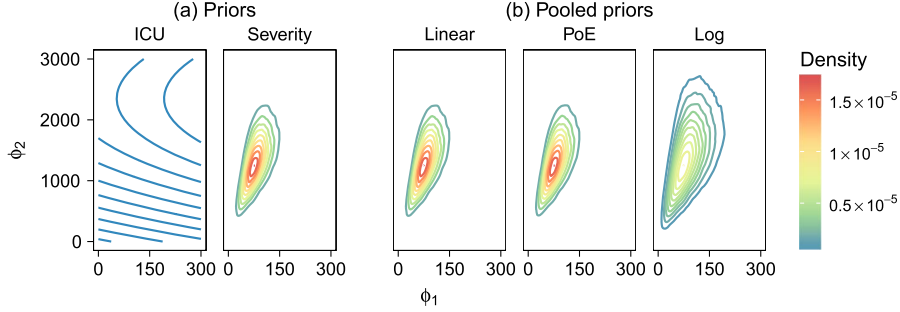 (a) Priors
(b) Pooled priors
ICU
Severity
Linear
PoE
Log
Density
3000
2000
1000
0
ϕ2
0 150 300
0 150 300
0 150 300
0 150 300
0 150 300
ϕ1
1.5×10⁻⁵
1×10⁻⁵
0.5×10⁻⁵